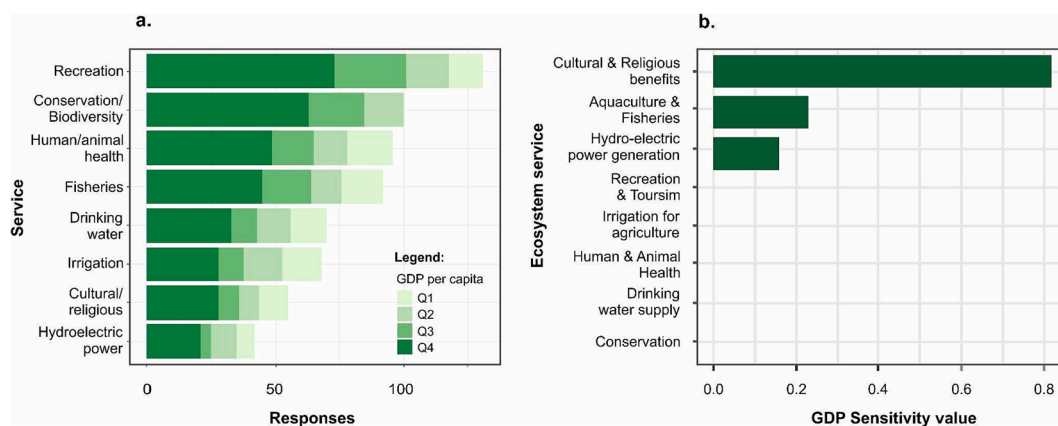 a.
Service
Recreation
Conservation/
Biodiversity
Human/animal
health
Fisheries
Drinking
water
Irrigation
Cultural/
religious
Hydroelectric
power
Legend:
GDP per capita
Q1
Q2
Q3
Q4
0
50
100
Responses
b.
Ecosystem service
Cultural & Religious
benefits
Aquaculture &
Fisheries
Hydro-electric
power generation
Recreation
& Toursim
Irrigation for
agriculture
Human & Animal
Health
Drinking
water supply
Conservation
0.0
0.2
0.4
0.6
0.8
GDP Sensitivity value